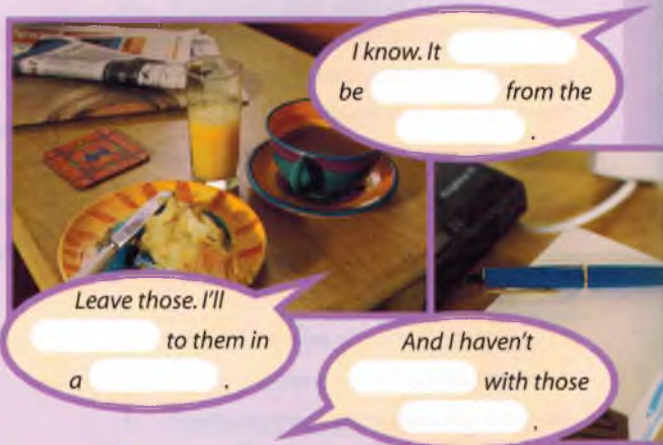 I know. It
be from the
.
Leave those. I'll
to them in
a .
And I haven't
with those
.